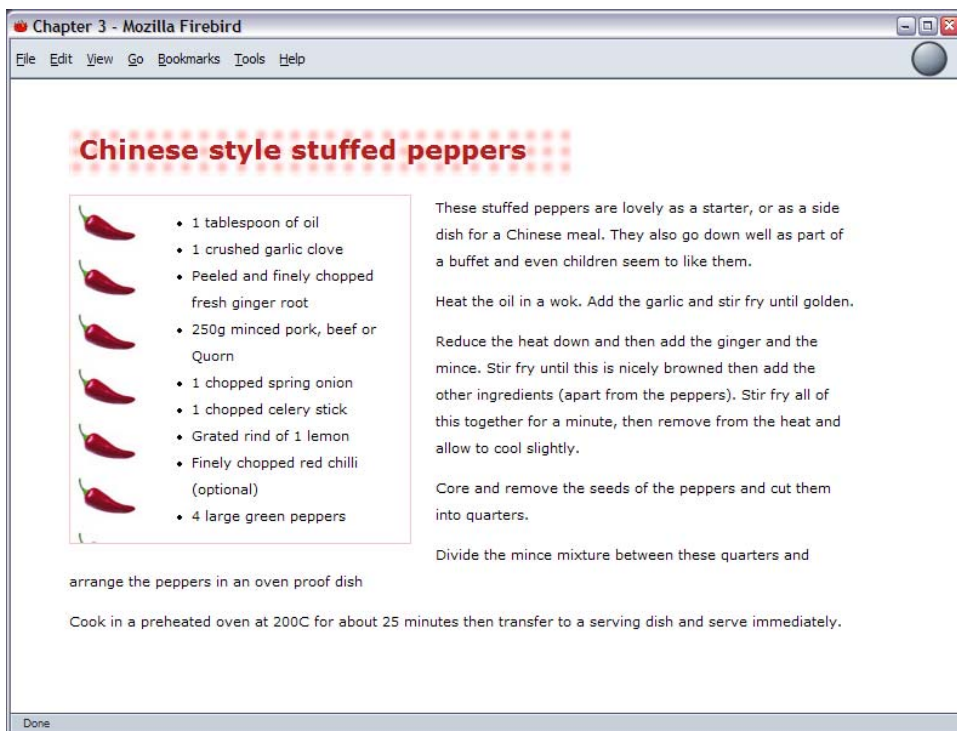 Chapter 3 - Mozilla Firebird
File Edit View Go Bookmarks Tools Help
Chinese style stuffed peppers
1 tablespoon of oil
1 crushed garlic clove
Peeled and finely chopped
fresh ginger root
250g minced pork, beef or
Quorn
1 chopped spring onion
1 chopped celery stick
Grated rind of 1 lemon
Finely chopped red chilli
(optional)
4 large green peppers
These stuffed peppers are lovely as a starter, or as a side
dish for a Chinese meal. They also go down well as part of
a buffet and even children seem to like them.
Heat the oil in a wok. Add the garlic and stir fry until golden.
Reduce the heat down and then add the ginger and the
mince. Stir fry until this is nicely browned then add the
other ingredients (apart from the peppers). Stir fry all of
this together for a minute, then remove from the heat and
allow to cool slightly.
Core and remove the seeds of the peppers and cut them
into quarters.
Divide the mince mixture between these quarters and
arrange the peppers in an oven proof dish
Cook in a preheated oven at 200C for about 25 minutes then transfer to a serving dish and serve immediately.
Done